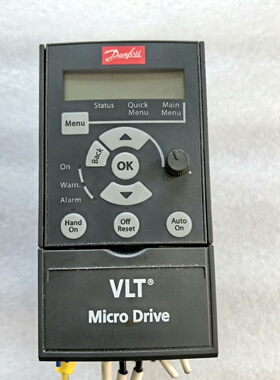 Danfoss
Status Quick Menu Main Menu
Menu
Back
OK
On
Warn.
Alarm
Hand On
Off Reset
Auto On
VLT®
Micro Drive